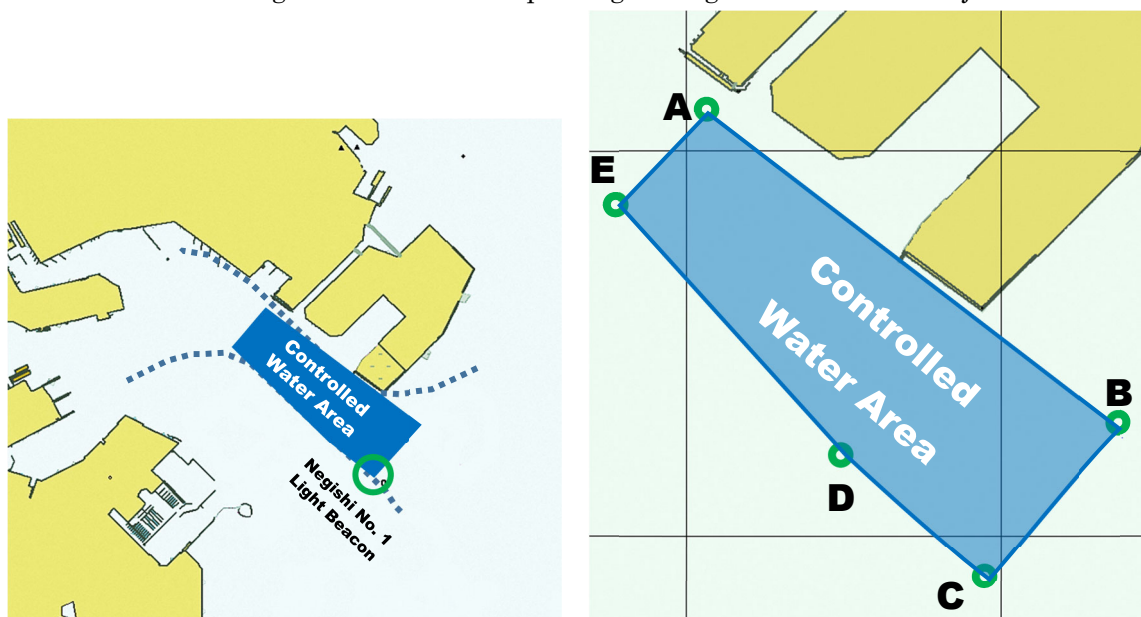 Controlled
Water Area
Negishi No. 1
Light Beacon
A
E
Controlled
Water Area
B
D
C